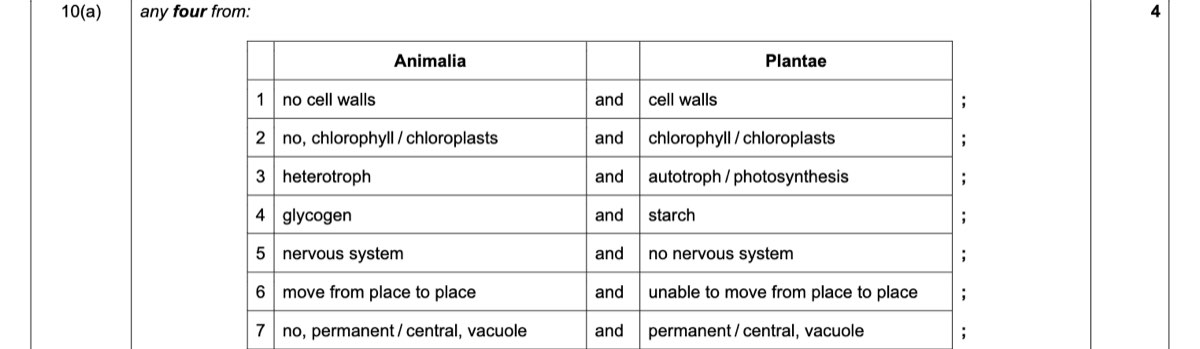 10(a) any four from: 4
Animalia Plantae
1 no cell walls and cell walls ;
2 no, chlorophyll / chloroplasts and chlorophyll / chloroplasts ;
3 heterotroph and autotroph / photosynthesis ;
4 glycogen and starch ;
5 nervous system and no nervous system ;
6 move from place to place and unable to move from place to place ;
7 no, permanent / central, vacuole and permanent / central, vacuole ;